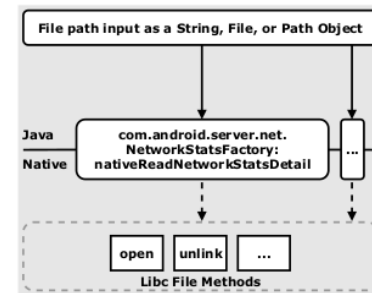 File path input as a String, File, or Path Object
Java
com.android.server.net.
NetworkStatsFactory:
nativeReadNetworkStatsDetail
...
Native
open
unlink
...
Libc File Methods